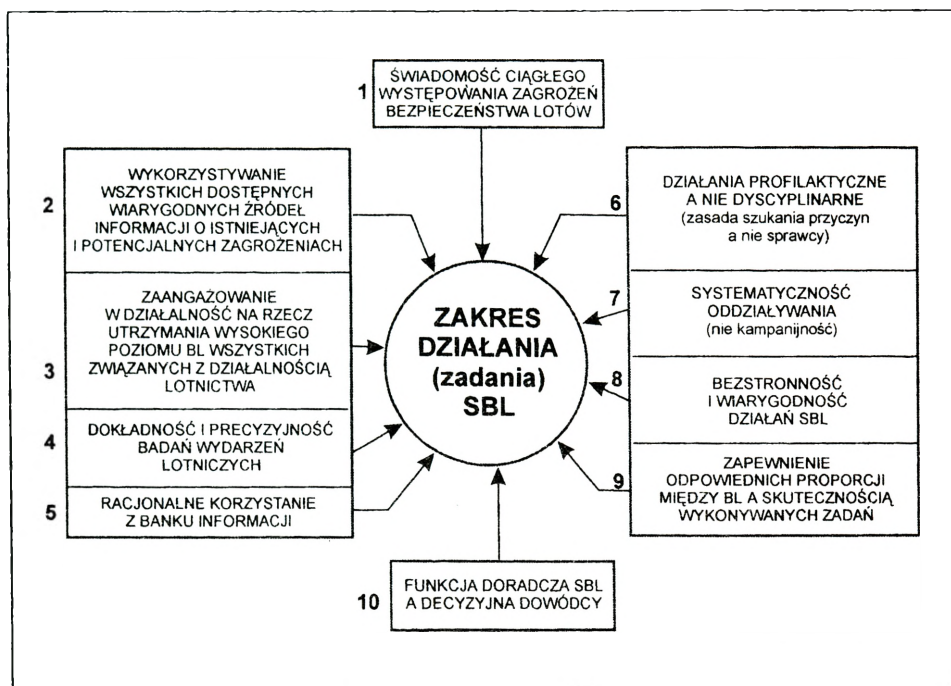 1
ŚWIADOMOŚĆ CIĄGŁEGO
WYSTĘPOWANIA ZAGROŻEŃ
BEZPIECZEŃSTWA LOTÓW
2
WYKORZYSTYWANIE
WSZYSTKICH DOSTĘPNYCH
WIARYGODNYCH ŹRÓDEŁ
INFORMACJI O ISTNIEJĄCYCH
I POTENCJALNYCH ZAGROŻENIACH
3
ZAANGAŻOWANIE
W DZIAŁALNOŚĆ NA RZECZ
UTRZYMANIA WYSOKIEGO
POZIOMU BL WSZYSTKICH
ZWIĄZANYCH Z DZIAŁALNOŚCIĄ
LOTNICTWA
4
DOKŁADNOŚĆ I PRECYZYJNOŚĆ
BADAŃ WYDARZEŃ
LOTNICZYCH
5
RACJONALNE KORZYSTANIE
Z BANKU INFORMACJI
ZAKRES
DZIAŁANIA
(zadania)
SBL
6
DZIAŁANIA PROFILAKTYCZNE
A NIE DYSCYPLINARNE
(zasada szukania przyczyn
a nie sprawcy)
7
SYSTEMATYCZNOŚĆ
ODDZIAŁYWANIA
(nie kampanijność)
8
BEZSTRONNOŚĆ
I WIARYGODNOŚĆ
DZIAŁAŃ SBL
9
ZAPEWNIENIE
ODPOWIEDNICH PROPORCJI
MIĘDZY BL A SKUTECZNOŚCIĄ
WYKONYWANYCH ZADAŃ
10
FUNKCJA DORADCZA SBL
A DECYZYJNA DOWÓDCY